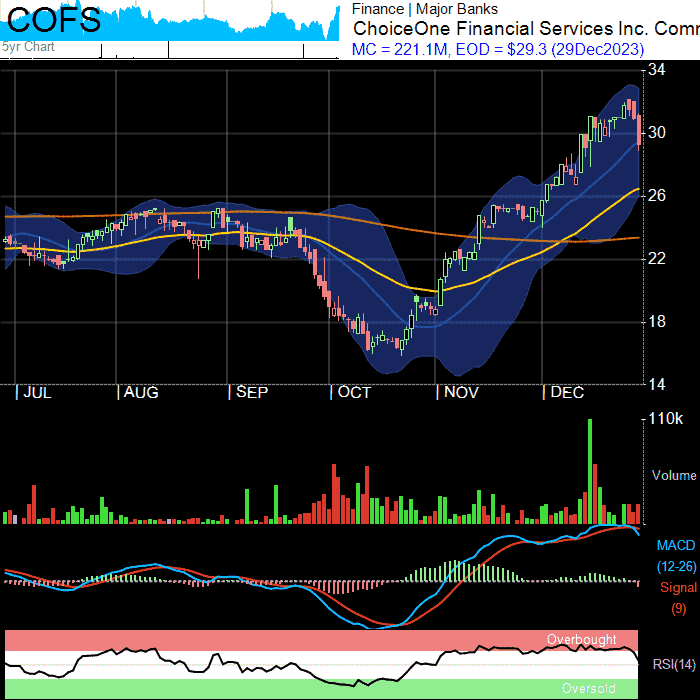 COFS
5yr Chart
Finance | Major Banks
ChoiceOne Financial Services Inc. Comm
MC = 221.1M, EOD = $29.3 (29Dec2023)
34
30
26
22
18
14
| JUL | AUG | SEP | OCT | NOV | DEC
110k
Volume
MACD
(12-26)
Signal
(9)
Overbought
RSI(14)
Oversold